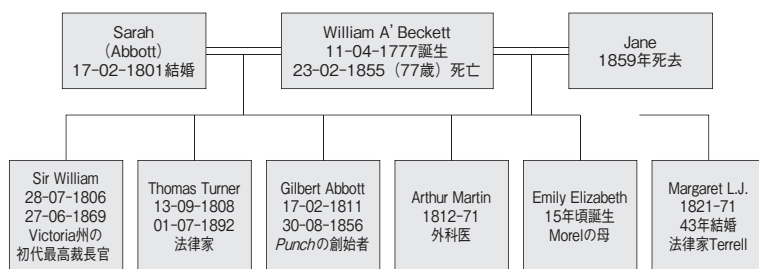 Sarah
(Abbott)
17-02-1801結婚
William A' Beckett
11-04-1777誕生
23-02-1855（77歳）死亡
Jane
1859年死去
Sir William
28-07-1806
27-06-1869
Victoria州の
初代最高裁長官
Thomas Turner
13-09-1808
01-07-1892
法律家
Gilbert Abbott
17-02-1811
30-08-1856
Punchの創始者
Arthur Martin
1812-71
外科医
Emily Elizabeth
15年頃誕生
Morelの母
Margaret L.J.
1821-71
43年結婚
法律家Terrell